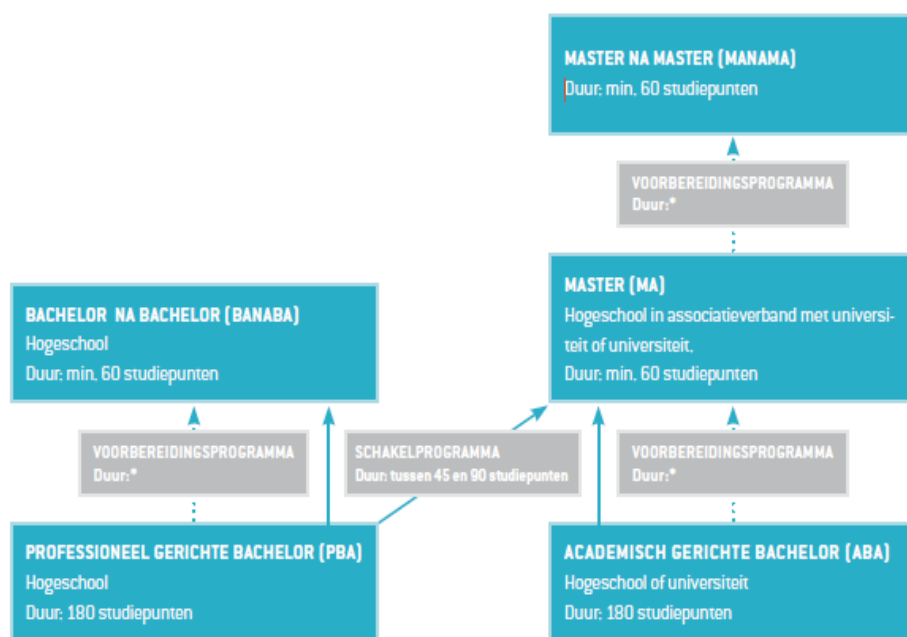 MASTER NA MASTER (MANAMA)
Duur: min. 60 studiepunten
VOORBEREIDINGSPROGRAMMA
Duur:*
MASTER (MA)
Hogeschool in associatieverband met universi-
teit of universiteit.
Duur: min. 60 studiepunten
BACHELOR NA BACHELOR (BANABA)
Hogeschool
Duur: min. 60 studiepunten
VOORBEREIDINGSPROGRAMMA
Duur:*
SCHAKELPROGRAMMA
Duur: tussen 45 en 90 studiepunten
VOORBEREIDINGSPROGRAMMA
Duur:*
PROFESSIONEEL GERICHTE BACHELOR (PBA)
Hogeschool
Duur: 180 studiepunten
ACADEMISCH GERICHTE BACHELOR (ABA)
Hogeschool of universiteit
Duur: 180 studiepunten